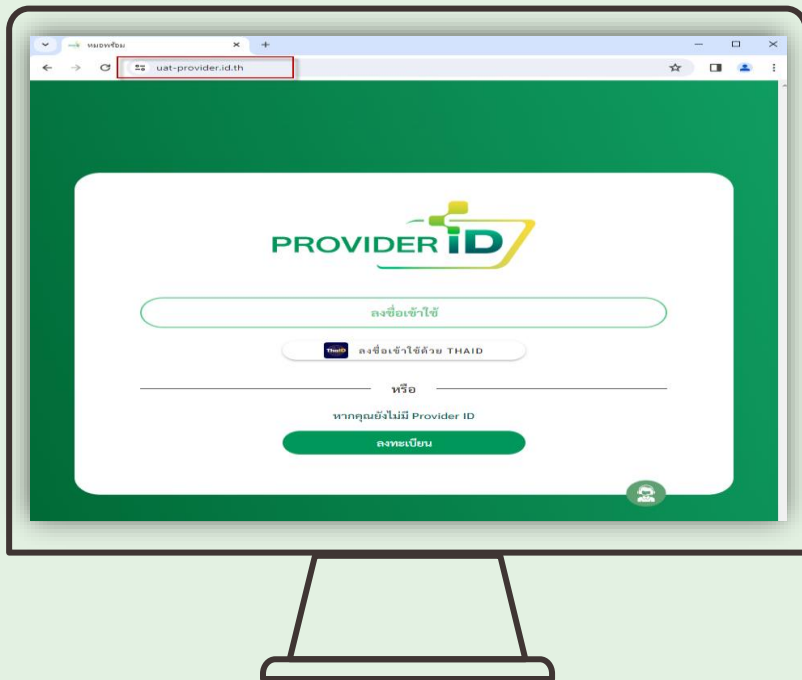 หมอพร้อม
uat-provider.id.th
PROVIDER iD
ลงชื่อเข้าใช้
ThaID ลงชื่อเข้าใช้ด้วย THAID
หรือ
หากคุณยังไม่มี Provider ID
ลงทะเบียน